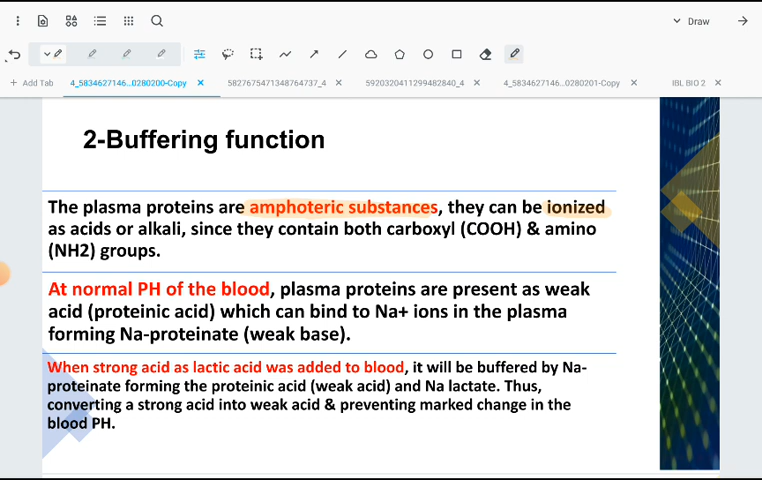 Draw
Add Tab
4_5834627146...0280200-Copy
5827675471348764737_4
5920320411299482840_4
4_5834627146...0280201-Copy
IBL BIO 2
2-Buffering function
The plasma proteins are amphoteric substances, they can be ionized
as acids or alkali, since they contain both carboxyl (COOH) & amino
(NH2) groups.
At normal PH of the blood, plasma proteins are present as weak
acid (proteinic acid) which can bind to Na+ ions in the plasma
forming Na-proteinate (weak base).
When strong acid as lactic acid was added to blood, it will be buffered by Na-
proteinate forming the proteinic acid (weak acid) and Na lactate. Thus,
converting a strong acid into weak acid & preventing marked change in the
blood PH.